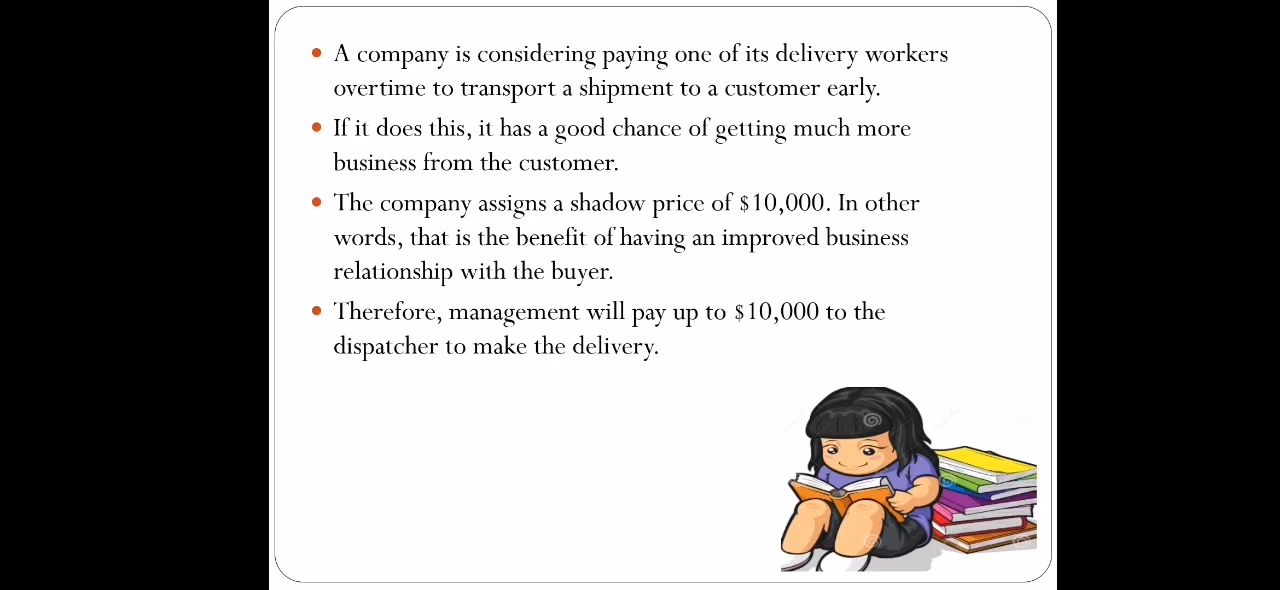 • A company is considering paying one of its delivery workers
overtime to transport a shipment to a customer early.
• If it does this, it has a good chance of getting much more
business from the customer.
• The company assigns a shadow price of $10,000. In other
words, that is the benefit of having an improved business
relationship with the buyer.
• Therefore, management will pay up to $10,000 to the
dispatcher to make the delivery.